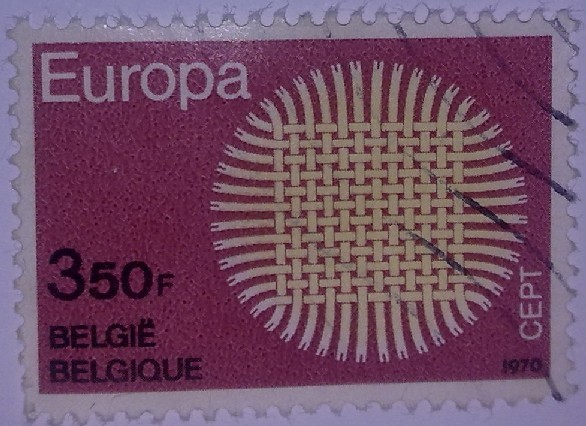 Europa
350F
BELGIË
BELGIQUE
CEPT
1970